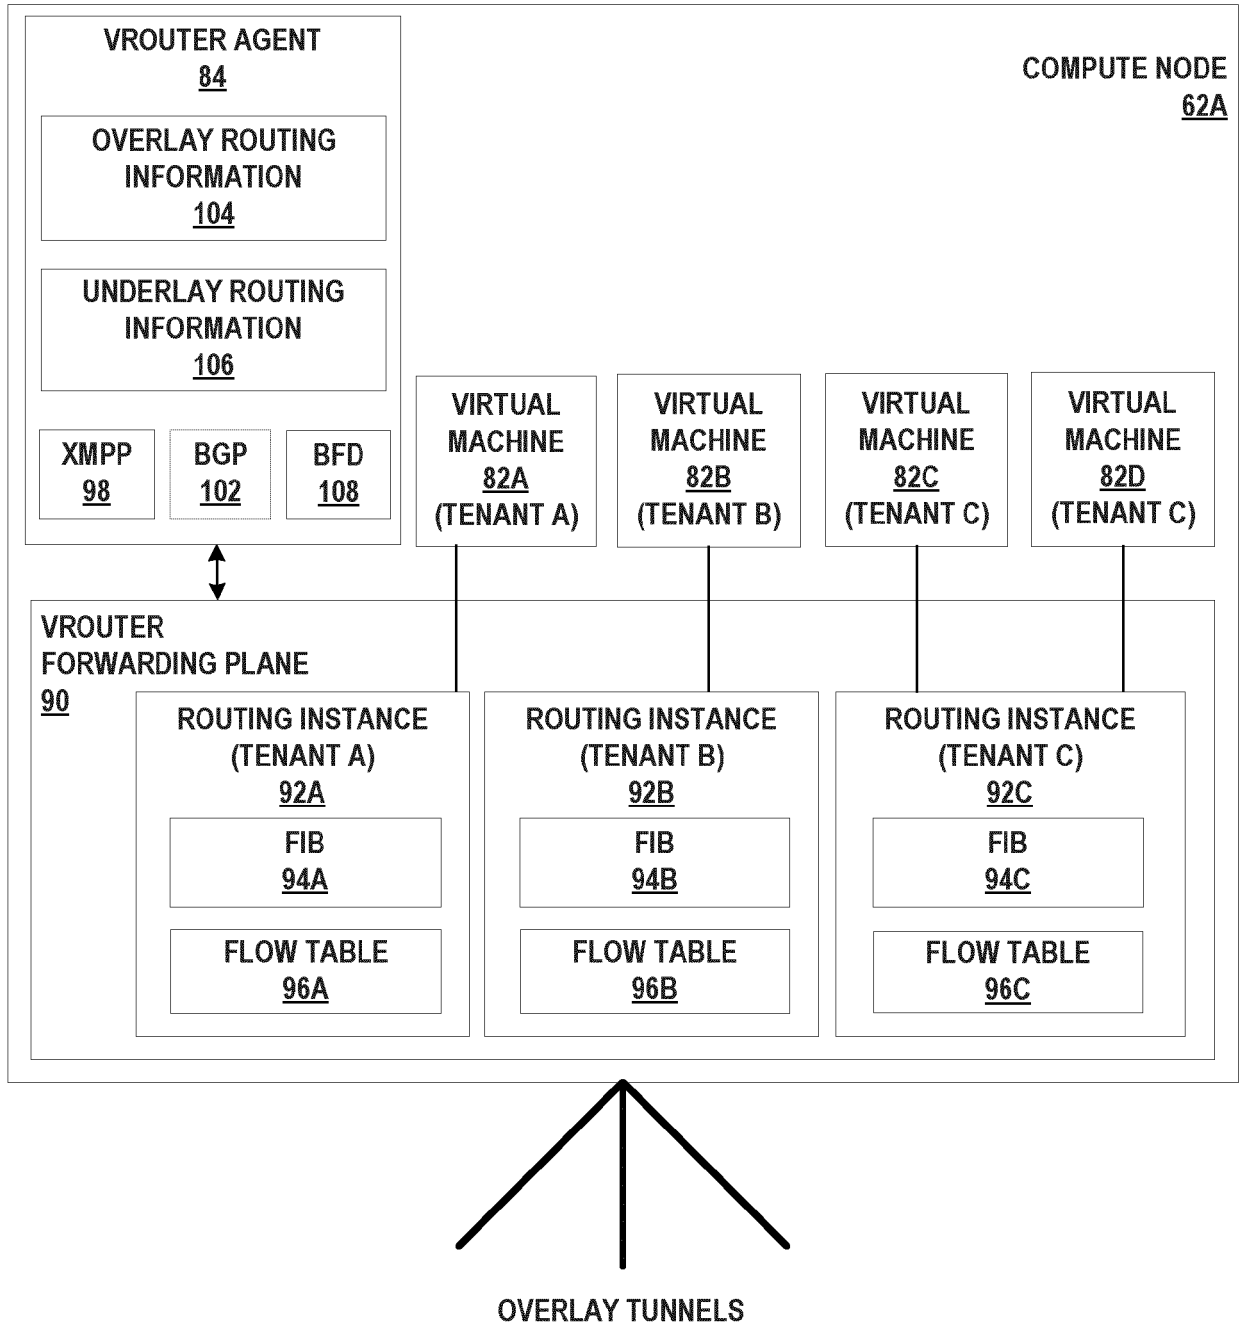 VROUTER AGENT
84
COMPUTE NODE
62A
OVERLAY ROUTING
INFORMATION
104
UNDERLAY ROUTING
INFORMATION
106
XMPP
98
BGP
102
BFD
108
VIRTUAL
MACHINE
82A
(TENANT A)
VIRTUAL
MACHINE
82B
(TENANT B)
VIRTUAL
MACHINE
82C
(TENANT C)
VIRTUAL
MACHINE
82D
(TENANT C)
VROUTER
FORWARDING PLANE
90
ROUTING INSTANCE
(TENANT A)
92A
FIB
94A
FLOW TABLE
96A
ROUTING INSTANCE
(TENANT B)
92B
FIB
94B
FLOW TABLE
96B
ROUTING INSTANCE
(TENANT C)
92C
FIB
94C
FLOW TABLE
96C
OVERLAY TUNNELS